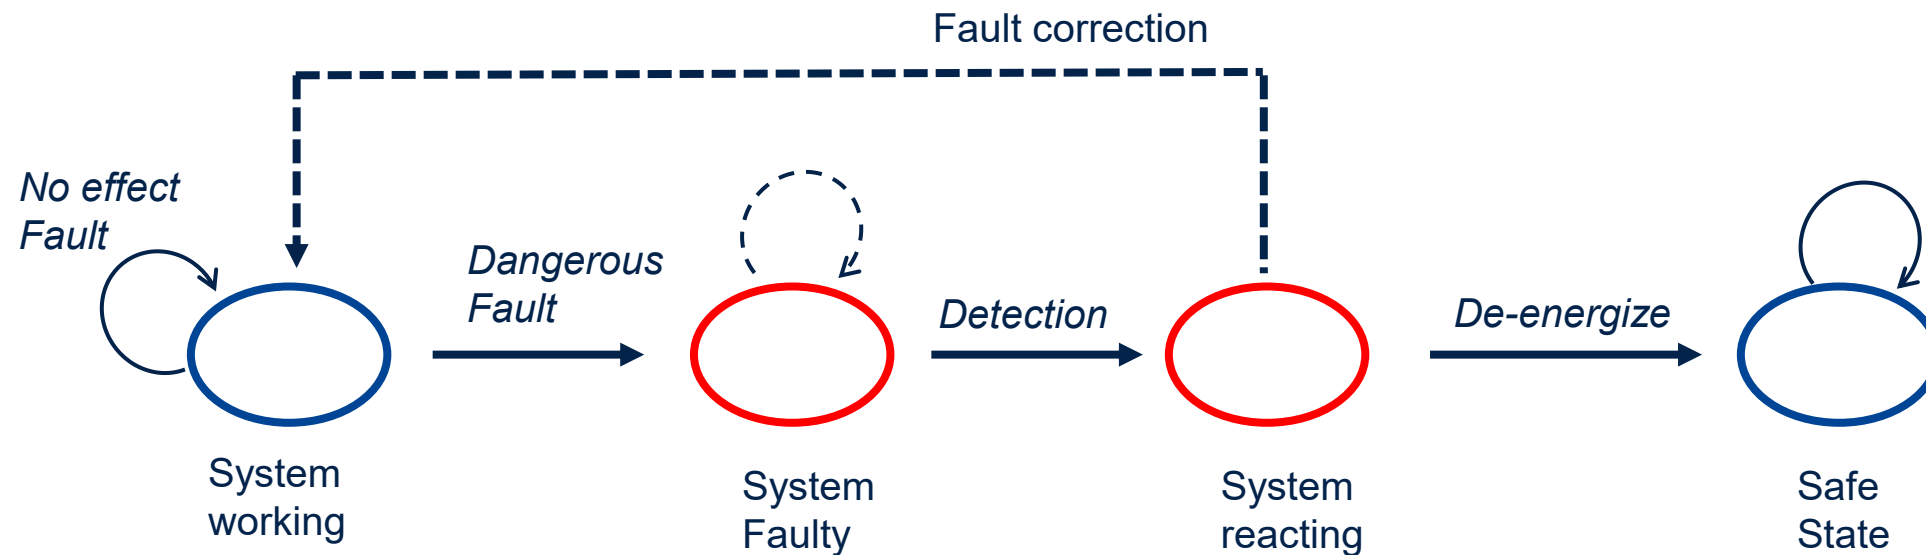 Fault correction
No effect
Fault
Dangerous
Fault
Detection
De-energize
System
working
System
Faulty
System
reacting
Safe
State